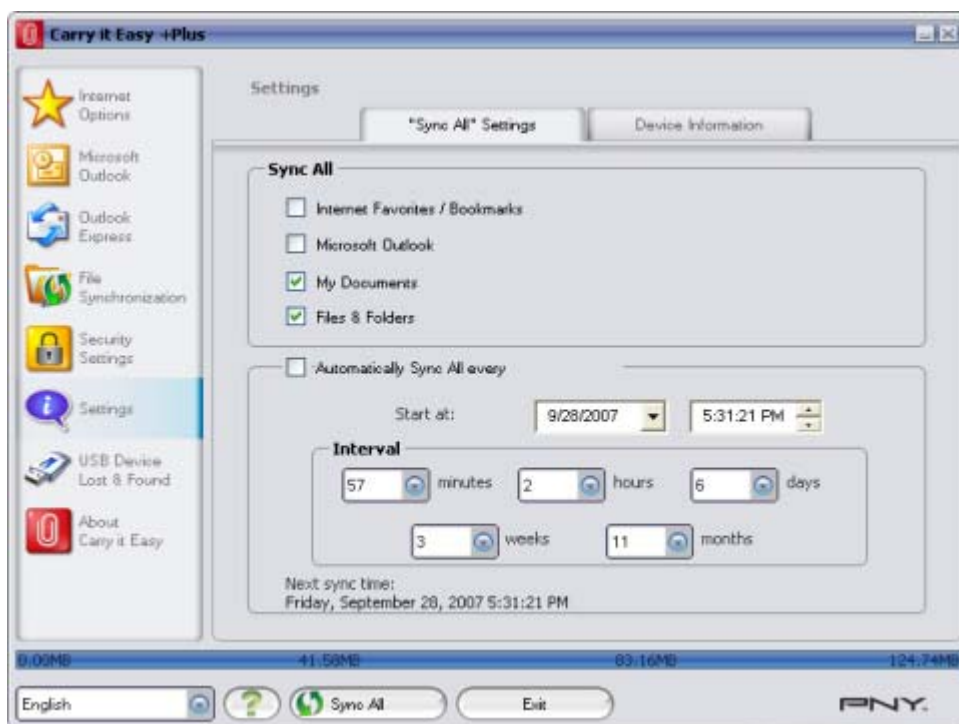 Carry it Easy +Plus
Internet
Options
Microsoft
Outlook
Outlook
Express
File
Synchronization
Security
Settings
Settings
USB Device
Lost & Found
About
Carry it Easy
Settings
"Sync All" Settings
Device Information
Sync All
Internet Favorites / Bookmarks
Microsoft Outlook
My Documents
Files & Folders
Automatically Sync All every
Start at: 9/28/2007 5:31:21 PM
Interval
57 minutes 2 hours 6 days
3 weeks 11 months
Next sync time:
Friday, September 28, 2007 5:31:21 PM
0.00MB 41.58MB 83.16MB 124.74MB
English ? Sync All Exit PNY.